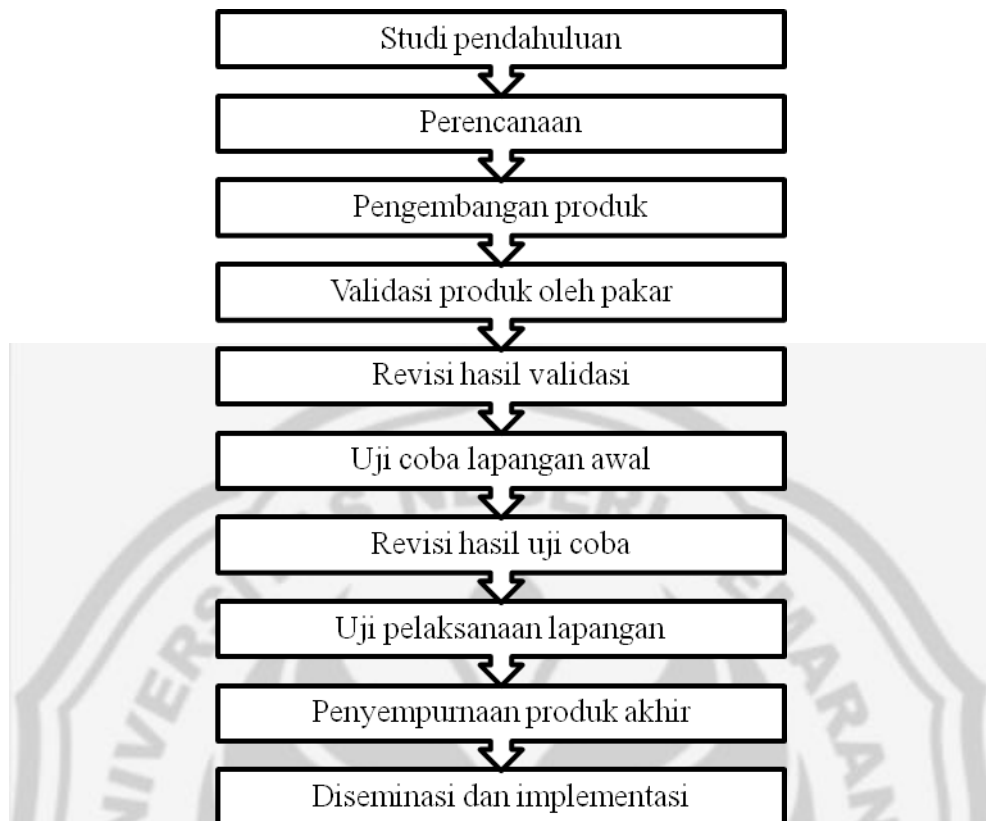 Studi pendahuluan
Perencanaan
Pengembangan produk
Validasi produk oleh pakar
Revisi hasil validasi
Uji coba lapangan awal
Revisi hasil uji coba
Uji pelaksanaan lapangan
Penyempurnaan produk akhir
Diseminasi dan implementasi